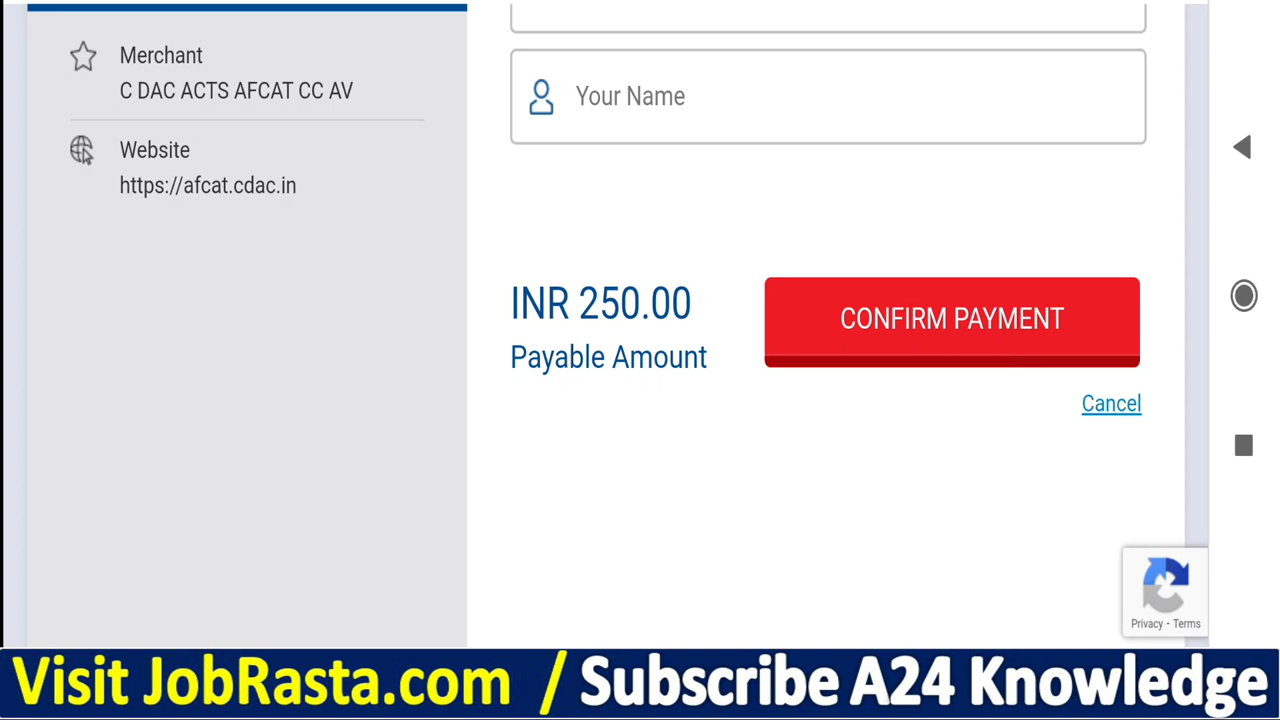 Merchant
C DAC ACTS AFCAT CC AV
Website
https://afcat.cdac.in
Your Name
INR 250.00
Payable Amount
CONFIRM PAYMENT
Cancel
Privacy - Terms
Visit JobRasta.com / Subscribe A24 Knowledge